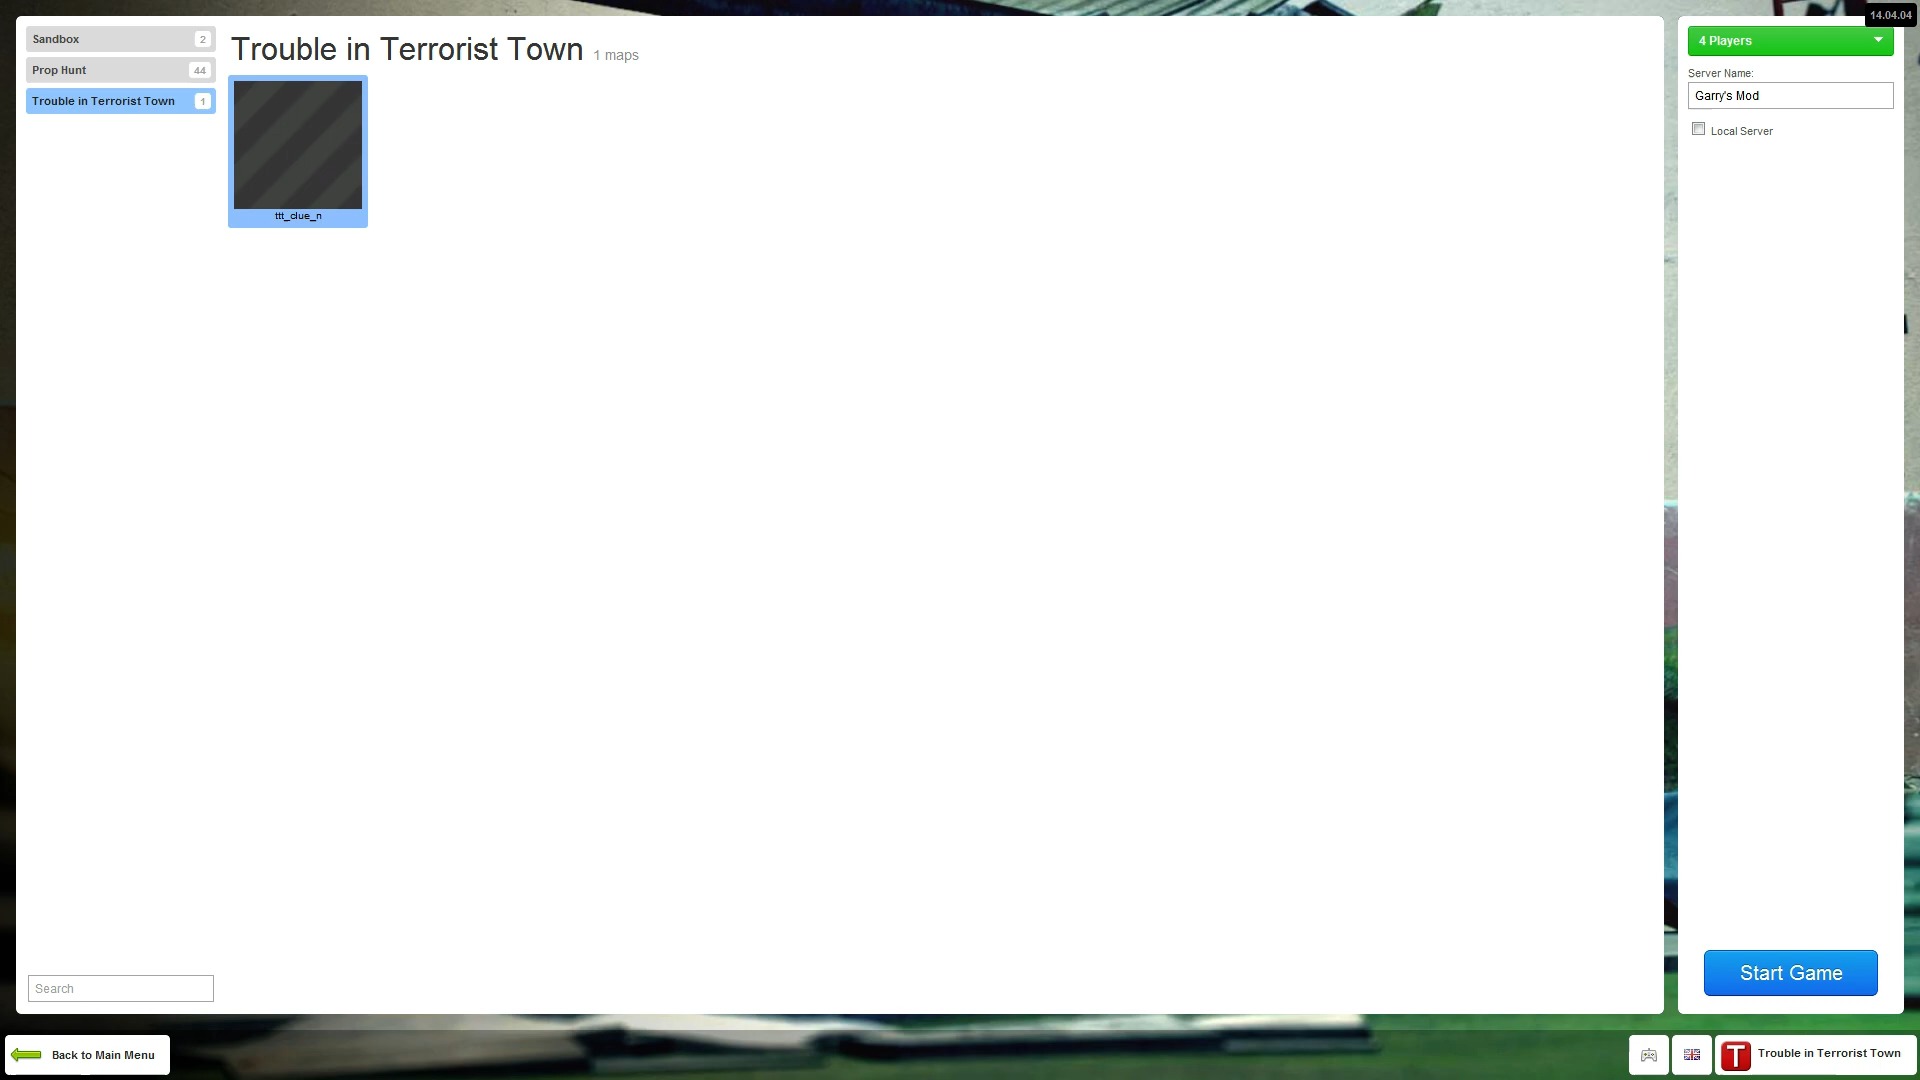 Sandbox 2
Prop Hunt 44
Trouble in Terrorist Town 1
Trouble in Terrorist Town 1 maps
ttt_clue_n
Search
14.04.04
4 Players
Server Name:
Garry's Mod
Local Server
Start Game
Back to Main Menu
T Trouble in Terrorist Town